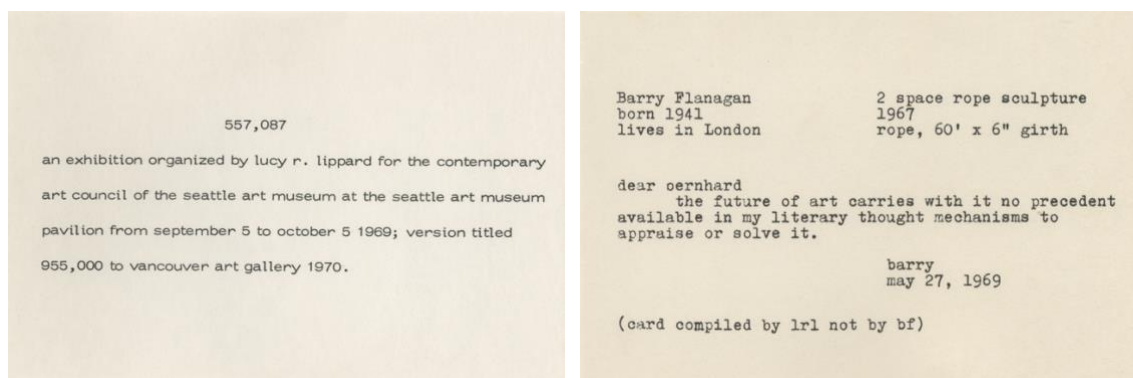 557,087
an exhibition organized by lucy r. lippard for the contemporary
art council of the seattle art museum at the seattle art museum
pavilion from september 5 to october 5 1969; version titled
955,000 to vancouver art gallery 1970.
Barry Flanagan
born 1941
lives in London
2 space rope sculpture
1967
rope, 60' x 6" girth
dear oernhard
the future of art carries with it no precedent
available in my literary thought mechanisms to
appraise or solve it.
barry
may 27, 1969
(card compiled by lrl not by bf)